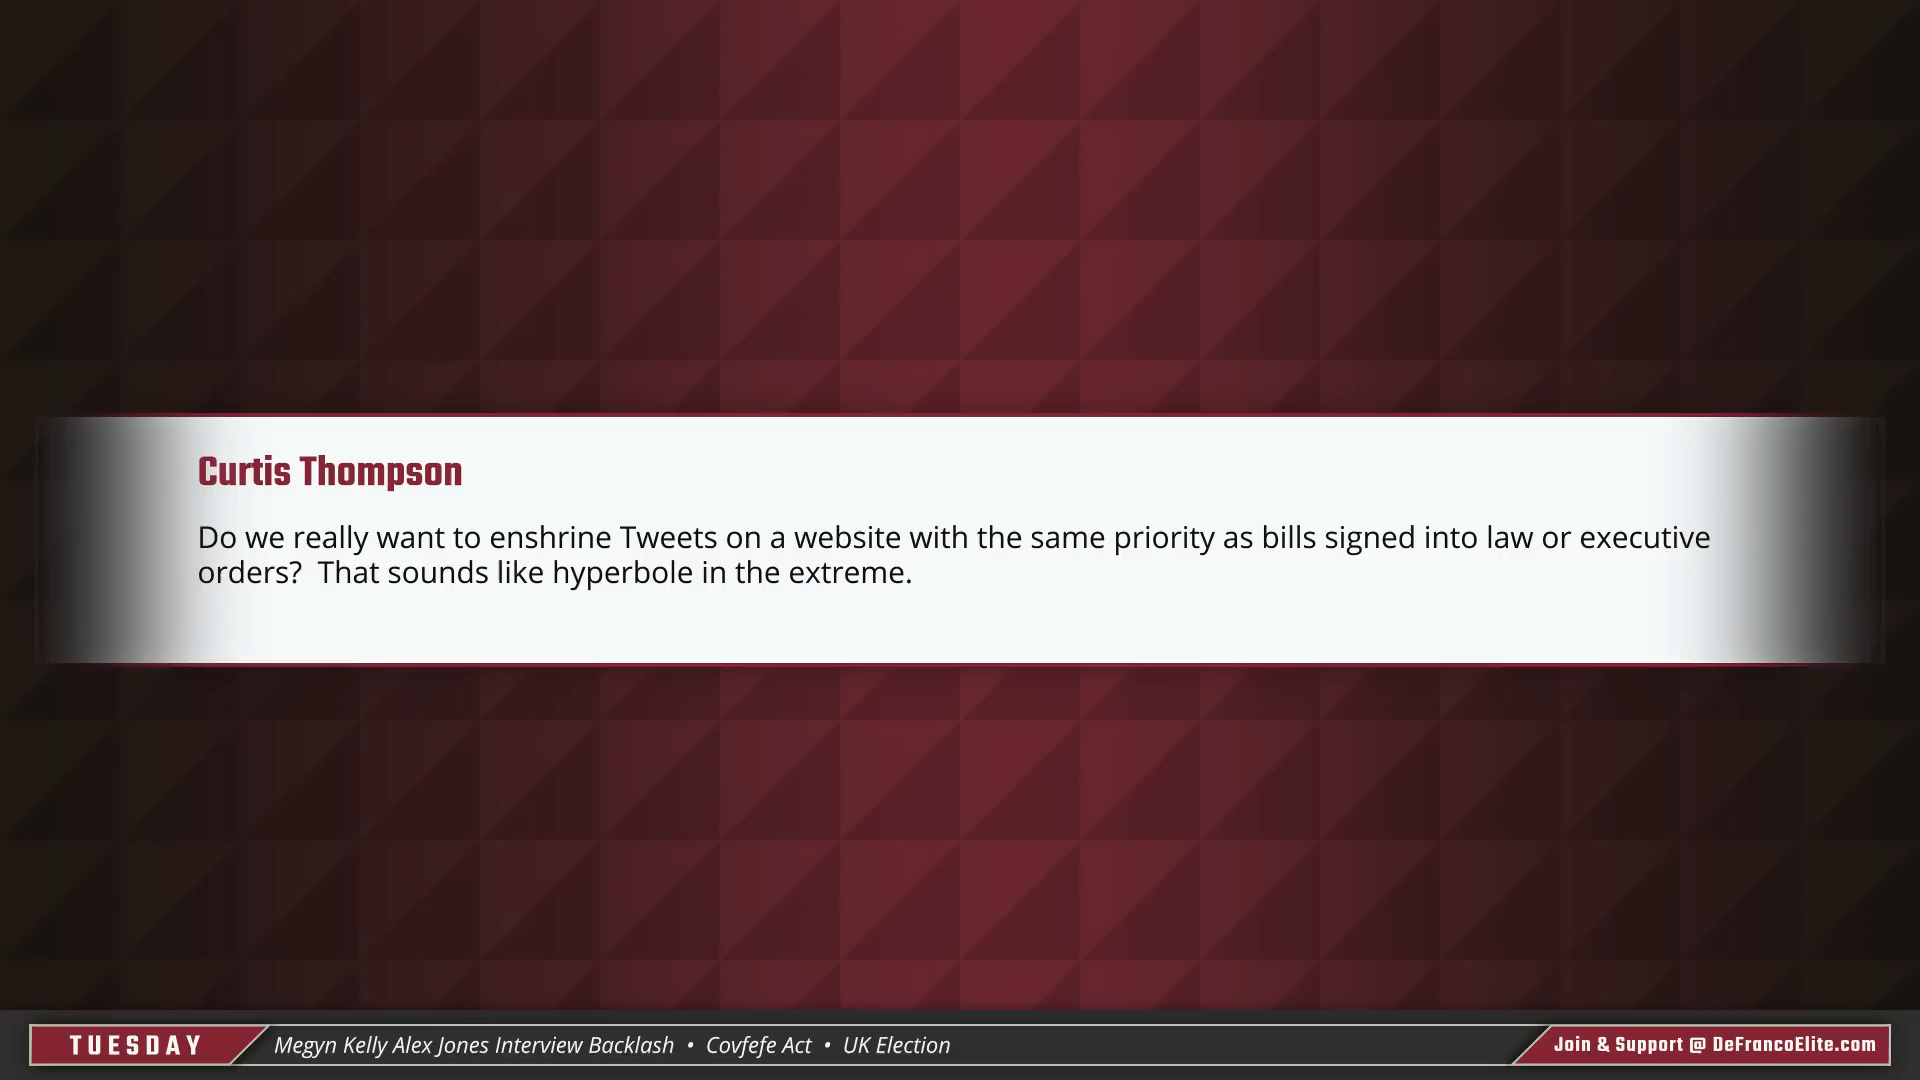 Curtis Thompson
Do we really want to enshrine Tweets on a website with the same priority as bills signed into law or executive
orders?  That sounds like hyperbole in the extreme.
TUESDAY
Megyn Kelly Alex Jones Interview Backlash • Covfefe Act • UK Election
Join & Support @ DeFrancoElite.com